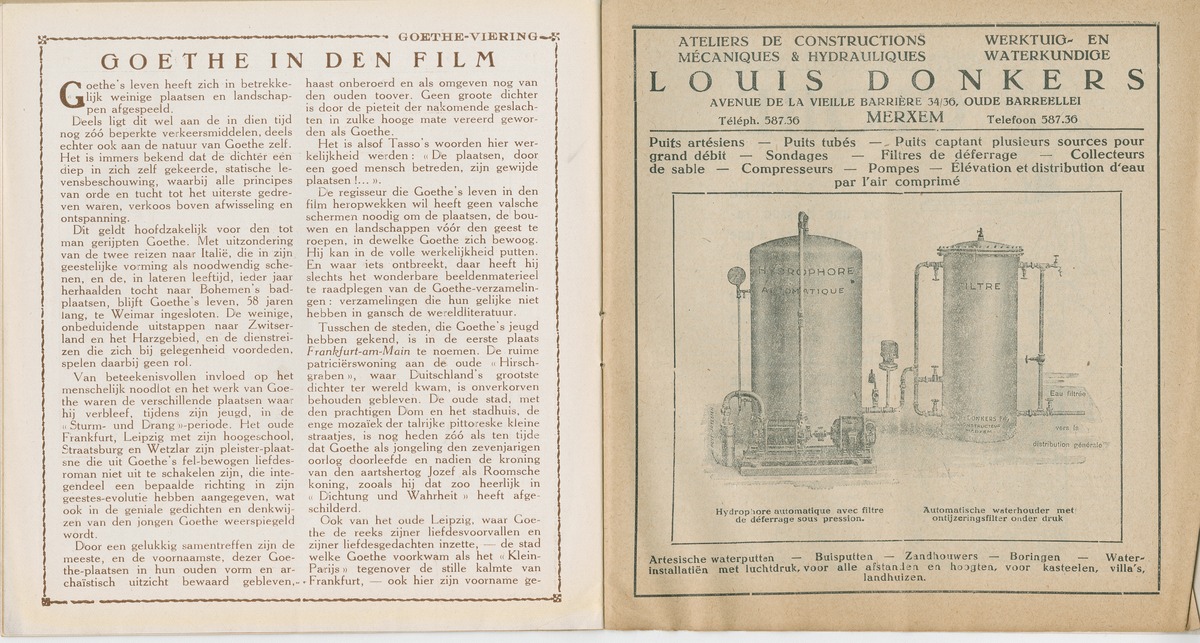 GOETHE-VIERING
GOETHE IN DEN FILM
Goethe's leven heeft zich in betrekke-
lijk weinige plaatsen en landschap-
pen afgespeeld.
Deels ligt dit wel aan de in dien tijd
nog zóó beperkte verkeersmiddelen, deels
echter ook aan de natuur van Goethe zelf.
Het is immers bekend dat de dichter een
diep in zich zelf gekeerde, statische le-
vensbeschouwing, waarbij alle principes
van orde en tucht tot het uiterste gedre-
ven waren, verkoos boven afwisseling en
ontspanning.
Dit geldt hoofdzakelijk voor den tot
man gerijpten Goethe. Met uitzondering
van de twee reizen naar Italië, die in zijn
geestelijke vorming als noodwendig sche-
nen, en de, in lateren leeftijd, ieder jaar
herhaalden tocht naar Bohemen's bad-
plaatsen, blijft Goethe's leven, 58 jaren
lang, te Weimar ingesloten. De weinige,
onbeduidende uitstappen naar Zwitser-
land en het Harzgebied, en de dienstrei-
zen die zich bij gelegenheid voordeden,
spelen daarbij geen rol.
Van beteekenisvollen invloed op het
menschelijk noodlot en het werk van Goe-
the waren de verschillende plaatsen waar
hij verbleef, tijdens zijn jeugd, in de
« Sturm- und Drang »-periode. Het oude
Frankfurt, Leipzig met zijn hoogeschool,
Straatsburg en Wetzlar zijn pleister-plaat-
sne die uit Goethe's fel-bewogen liefdes-
roman niet uit te schakelen zijn, die inte-
gendeel een bepaalde richting in zijn
geestes-evolutie hebben aangegeven, wat
ook in de geniale gedichten en denkwij-
zen van den jongen Goethe weerspiegeld
wordt.
Door een gelukkig samentreffen zijn de
meeste, en de voornaamste, dezer Goe-
the-plaatsen in hun ouden vorm en ar-
chaïstisch uitzicht bewaard gebleven,
haast onberoerd en als omgeven nog van
den ouden toover. Geen groote dichter
is door de pieteit der nakomende geslach-
ten in zulke hooge mate vereerd gewor-
den als Goethe.
Het is alsof Tasso's woorden hier wer-
kelijkheid werden : « De plaatsen, door
een goed mensch betreden, zijn gewijde
plaatsen !... ».
De regisseur die Goethe's leven in den
film heropwekken wil heeft geen valsche
schermen noodig om de plaatsen, de bou-
wen en landschappen vóór den geest te
roepen, in dewelke Goethe zich bewoog.
Hij kan in de volle werkelijkheid putten.
En waar iets ontbreekt, daar heeft hij
slechts het wonderbare beeldenmaterieel
te raadplegen van de Goethe-verzamelin-
gen : verzamelingen die hun gelijke niet
hebben in gansch de wereldliteratuur.
Tusschen de steden, die Goethe's jeugd
hebben gekend, is in de eerste plaats
Frankfurt-am-Main te noemen. De ruime
patriciërswoning aan de oude « Hirsch-
graben », waar Duitschland's grootste
dichter ter wereld kwam, is onverkorven
behouden gebleven. De oude stad, met
den prachtigen Dom en het stadhuis, de
enge mozaïek der talrijke pittoreske kleine
straatjes, is nog heden zóó als ten tijde
dat Goethe als jongeling den zevenjarigen
oorlog doorleefde en nadien de kroning
van den aartshertog Jozef als Roomsche
koning, zooals hij dat zoo heerlijk in
« Dichtung und Wahrheit » heeft afge-
schilderd.
Ook van het oude Leipzig, waar Goe-
the de reeks zijner liefdesvoorvallen en
zijner liefdesgedachten inzette, — de stad
welke Goethe voorkwam als het « Klein-
Parijs » tegenover de stille kalmte van
Frankfurt, — ook hier zijn voorname ge-
ATELIERS DE CONSTRUCTIONS
MÉCANIQUES & HYDRAULIQUES
WERKTUIG- EN
WATERKUNDIGE
LOUIS DONKERS
AVENUE DE LA VIEILLE BARRIÈRE 34/36, OUDE BAREELLEI
Téléph. 587.36 MERXEM Telefoon 587.36
Puits artésiens — Puits tubés — Puits captant plusieurs sources pour
grand débit — Sondages — Filtres de déferrage — Collecteurs
de sable — Compresseurs — Pompes — Élévation et distribution d'eau
par l'air comprimé
HYDROPHORE
AUTOMATIQUE
FILTRE
DONKERS
CONSTRUCTEUR
MERXEM
Eau filtrée
vers la
distribution générale
Hydrophore automatique avec filtre
de déferrage sous pression.
Automatische waterhouder met
ontijzeringsfilter onder druk
Artesische waterputten — Buisputten — Zandhouwers — Boringen — Water-
installatiën met luchtdruk, voor alle afstanden en hoogten, voor kasteelen, villa's,
landhuizen.